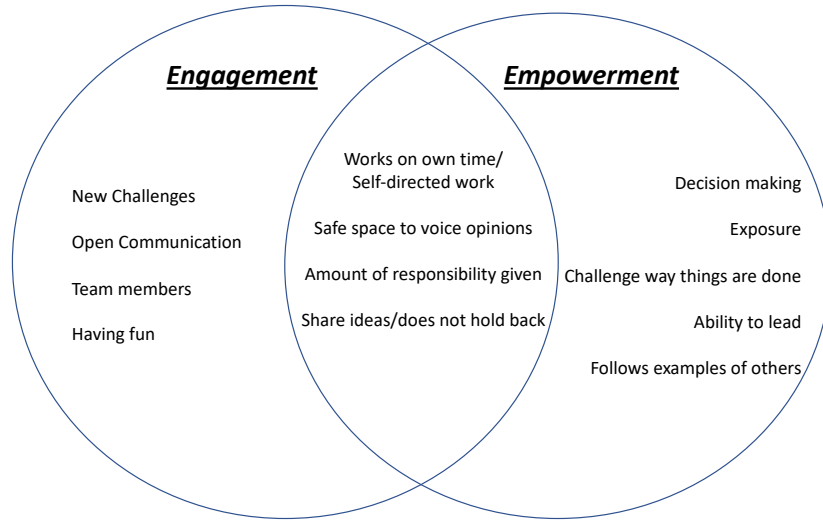 Engagement
Empowerment
New Challenges
Open Communication
Team members
Having fun
Works on own time/
Self-directed work
Safe space to voice opinions
Amount of responsibility given
Share ideas/does not hold back
Decision making
Exposure
Challenge way things are done
Ability to lead
Follows examples of others